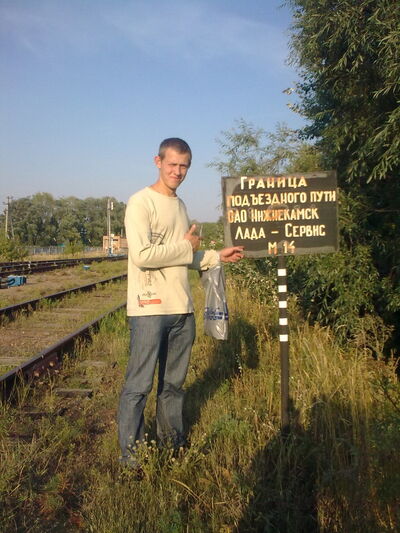 ГРАНИЦА
ПОДЪЕЗДНОГО ПУТИ
ОАО НИЖНЕКАМСК
ЛАДА - СЕРВИС
М 14